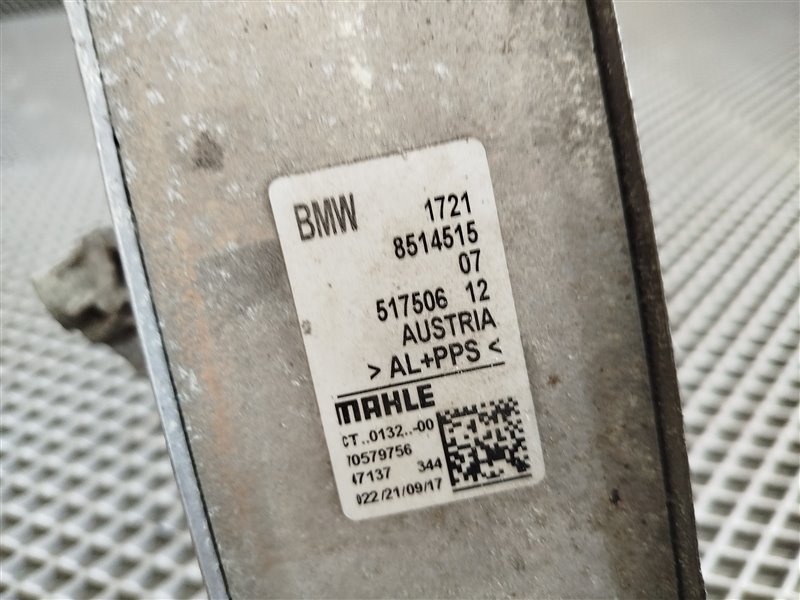 BMW 1721
8514515
07
517506 12
AUSTRIA
> AL+PPS <
MAHLE
CT..0132..-00
70579756
47137 344
022/21/09/17